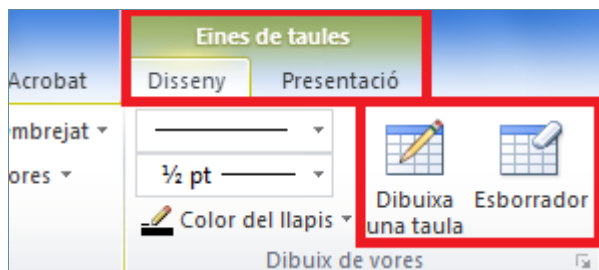 Eines de taules
Acrobat
Disseny
Presentació
mbrejat
ores
½ pt
Color del llapis
Dibuixa
una taula
Esborrador
Dibuix de vores